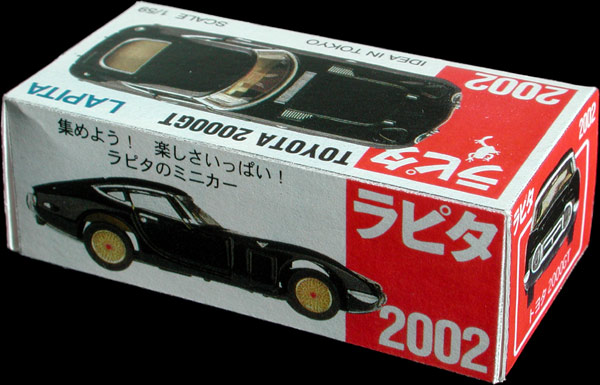 SCALE 1/59
IDEA IN TOKYO
2002
LAPITA
TOYOTA 2000GT
ラピタ
集めよう! 楽しさいっぱい!
ラピタのミニカー
ラピタ
2002
2002
ラピタ
トヨタ 2000GT